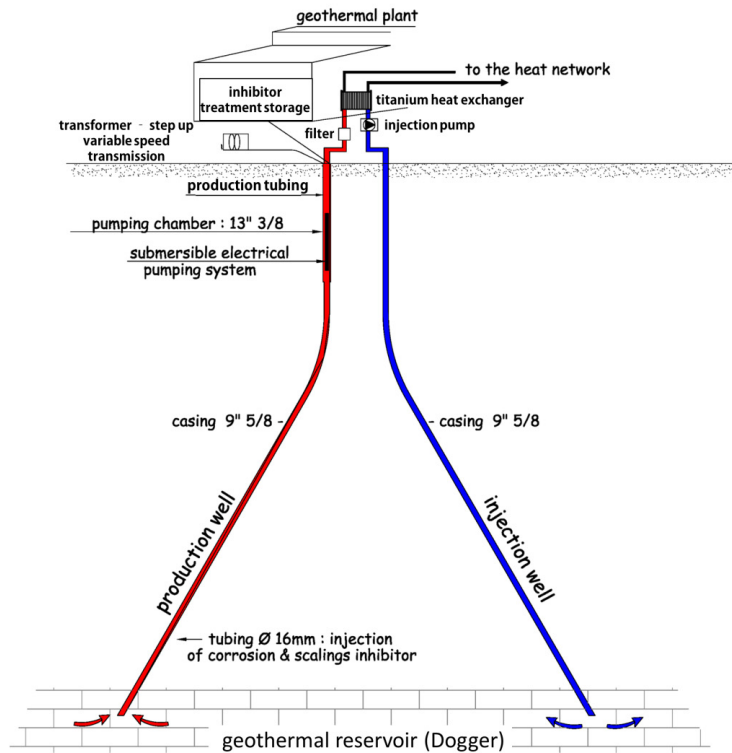 geothermal plant
to the heat network
inhibitor
treatment storage
titanium heat exchanger
transformer - step up
variable speed
transmission
filter
injection pump
production tubing
pumping chamber : 13" 3/8
submersible electrical
pumping system
casing 9" 5/8
casing 9" 5/8
production well
injection well
tubing Ø 16mm : injection
of corrosion & scalings inhibitor
geothermal reservoir (Dogger)